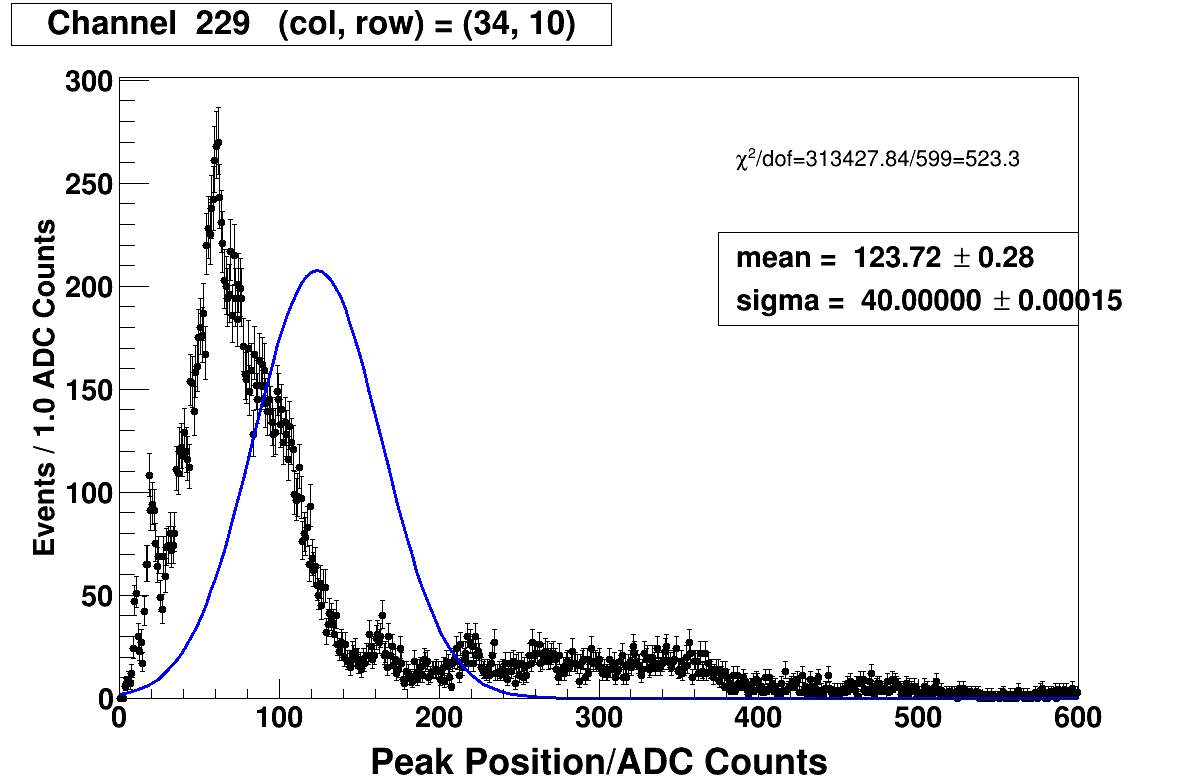 Channel 229 (col, row) = (34, 10)
300
250
200
150
100
50
0
Events / 1.0 ADC Counts
χ²/dof=313427.84/599=523.3
mean = 123.72 ± 0.28
sigma = 40.00000 ± 0.00015
0 100 200 300 400 500 600
Peak Position/ADC Counts